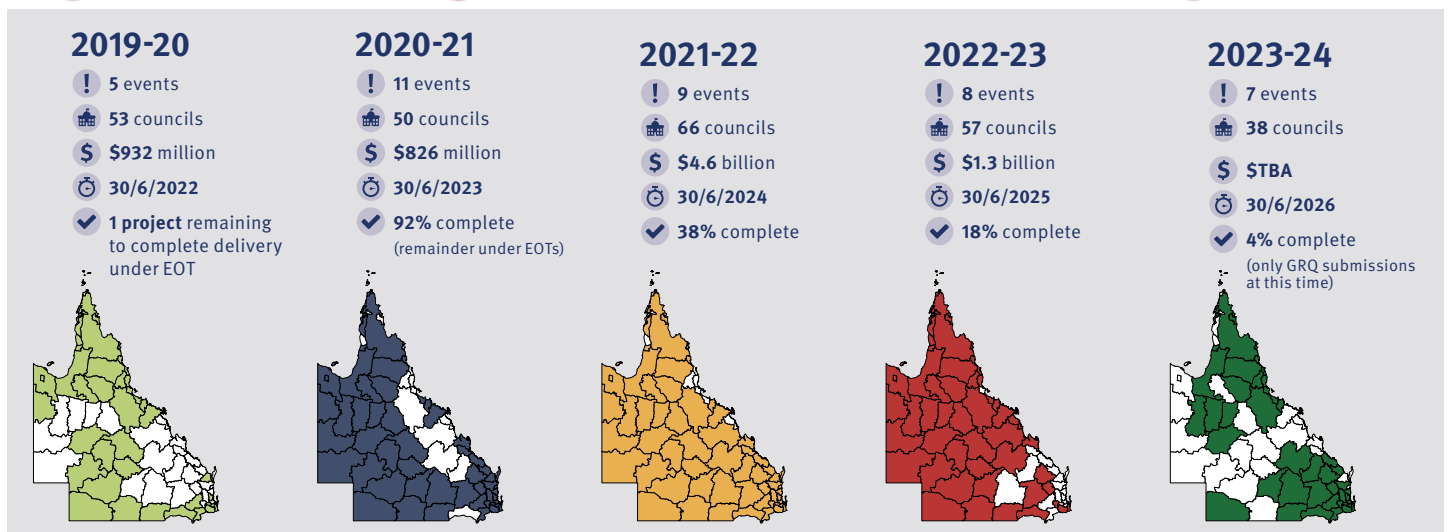 2019-20
! 5 events
53 councils
$ $932 million
30/6/2022
1 project remaining
to complete delivery
under EOT
2020-21
! 11 events
50 councils
$ $826 million
30/6/2023
92% complete
(remainder under EOTs)
2021-22
! 9 events
66 councils
$ $4.6 billion
30/6/2024
38% complete
2022-23
! 8 events
57 councils
$ $1.3 billion
30/6/2025
18% complete
2023-24
! 7 events
38 councils
$ $TBA
30/6/2026
4% complete
(only GRQ submissions
at this time)